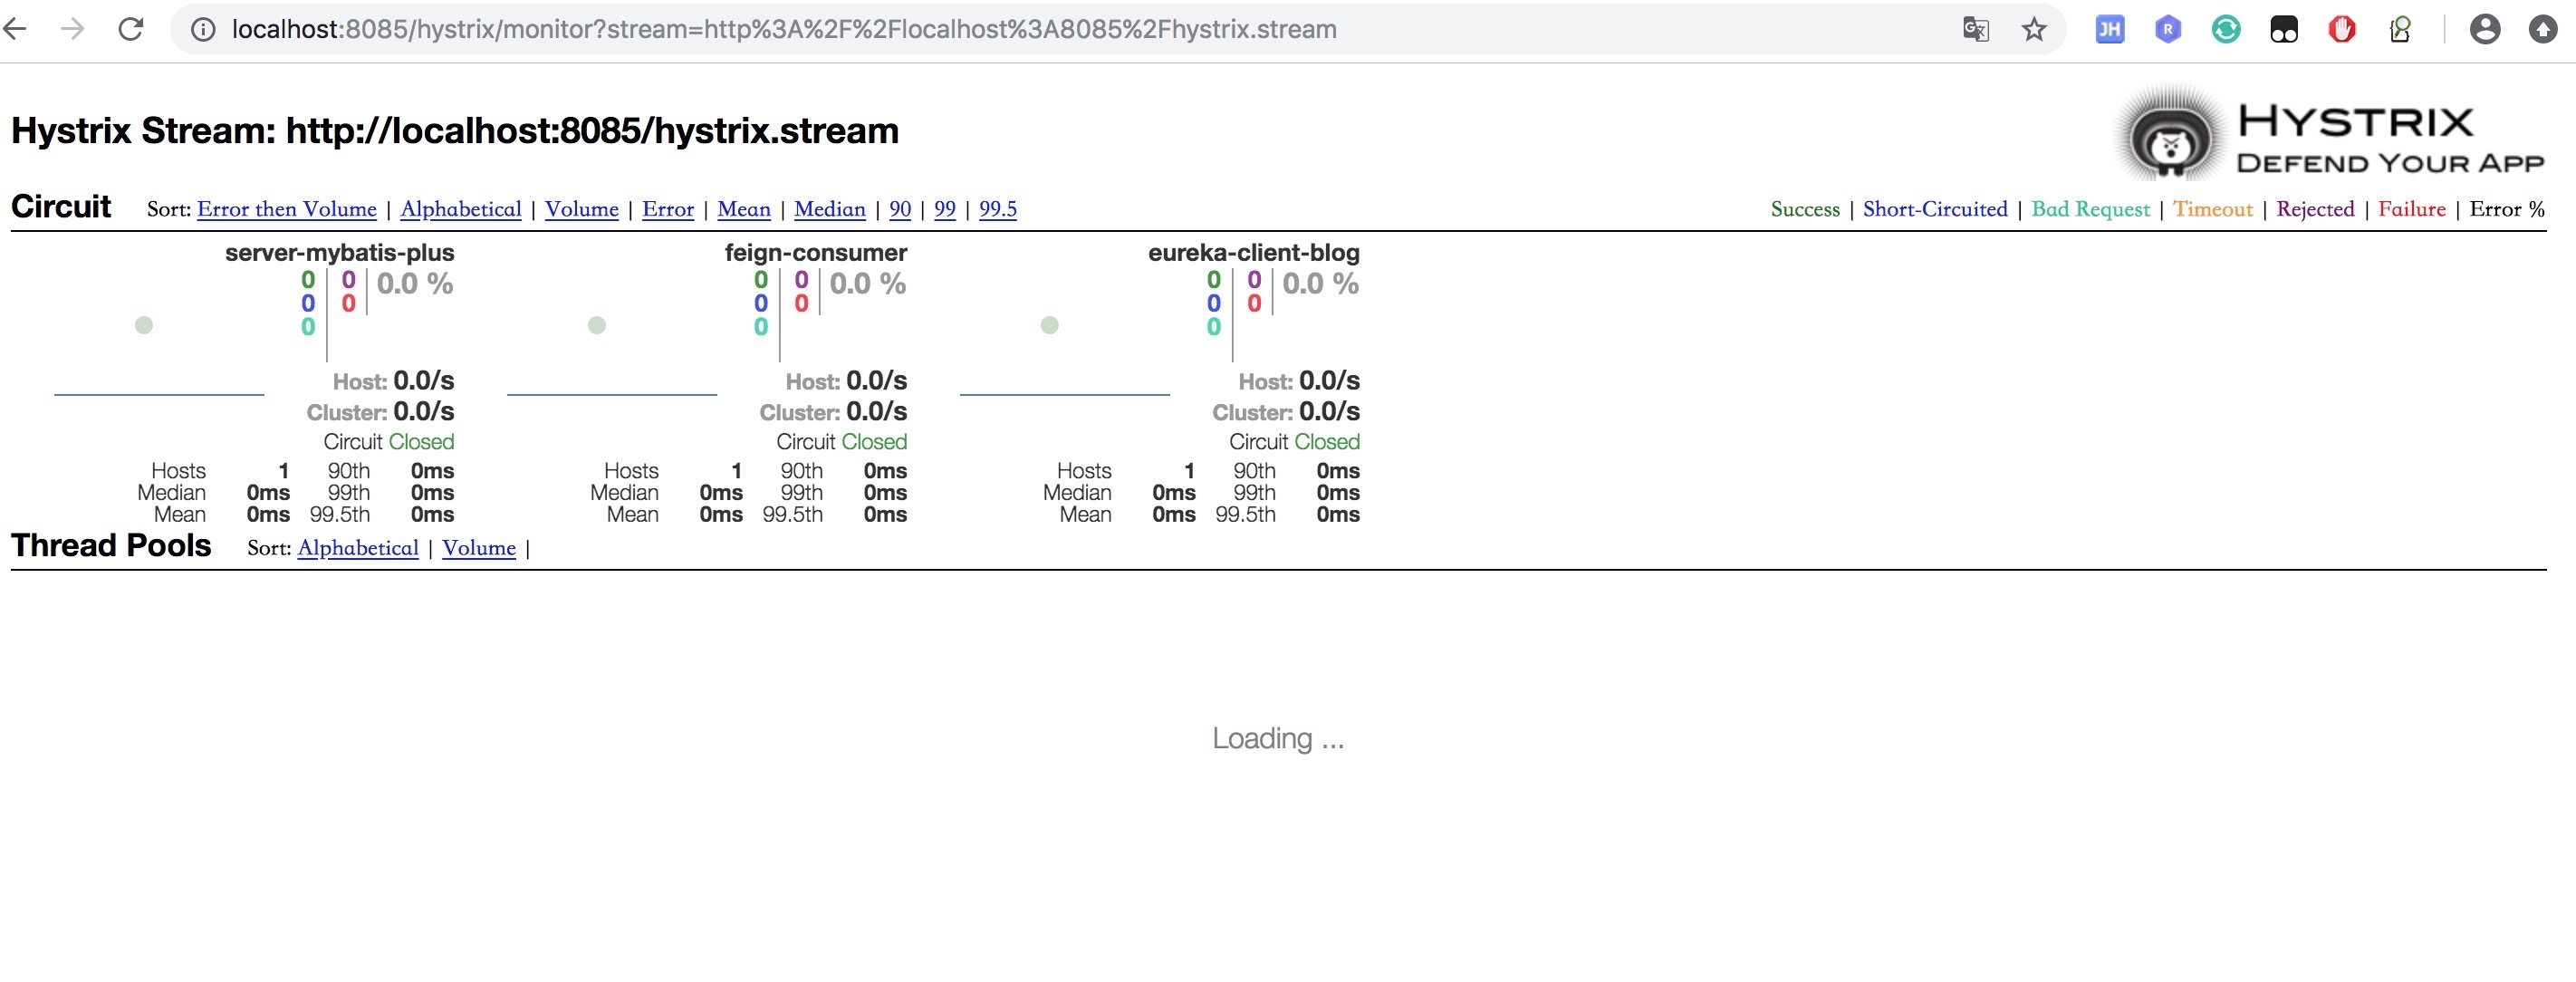 localhost:8085/hystrix/monitor?stream=http%3A%2F%2Flocalhost%3A8085%2Fhystrix.stream
JH
R
Hystrix Stream: http://localhost:8085/hystrix.stream
HYSTRIX
DEFEND YOUR APP
Circuit Sort: Error then Volume | Alphabetical | Volume | Error | Mean | Median | 90 | 99 | 99.5
Success | Short-Circuited | Bad Request | Timeout | Rejected | Failure | Error %
server-mybatis-plus
0 0 0.0 %
0 0
0
Host: 0.0/s
Cluster: 0.0/s
Circuit Closed
Hosts 1 90th 0ms
Median 0ms 99th 0ms
Mean 0ms 99.5th 0ms
feign-consumer
0 0 0.0 %
0 0
0
Host: 0.0/s
Cluster: 0.0/s
Circuit Closed
Hosts 1 90th 0ms
Median 0ms 99th 0ms
Mean 0ms 99.5th 0ms
eureka-client-blog
0 0 0.0 %
0 0
0
Host: 0.0/s
Cluster: 0.0/s
Circuit Closed
Hosts 1 90th 0ms
Median 0ms 99th 0ms
Mean 0ms 99.5th 0ms
Thread Pools Sort: Alphabetical | Volume |
Loading ...